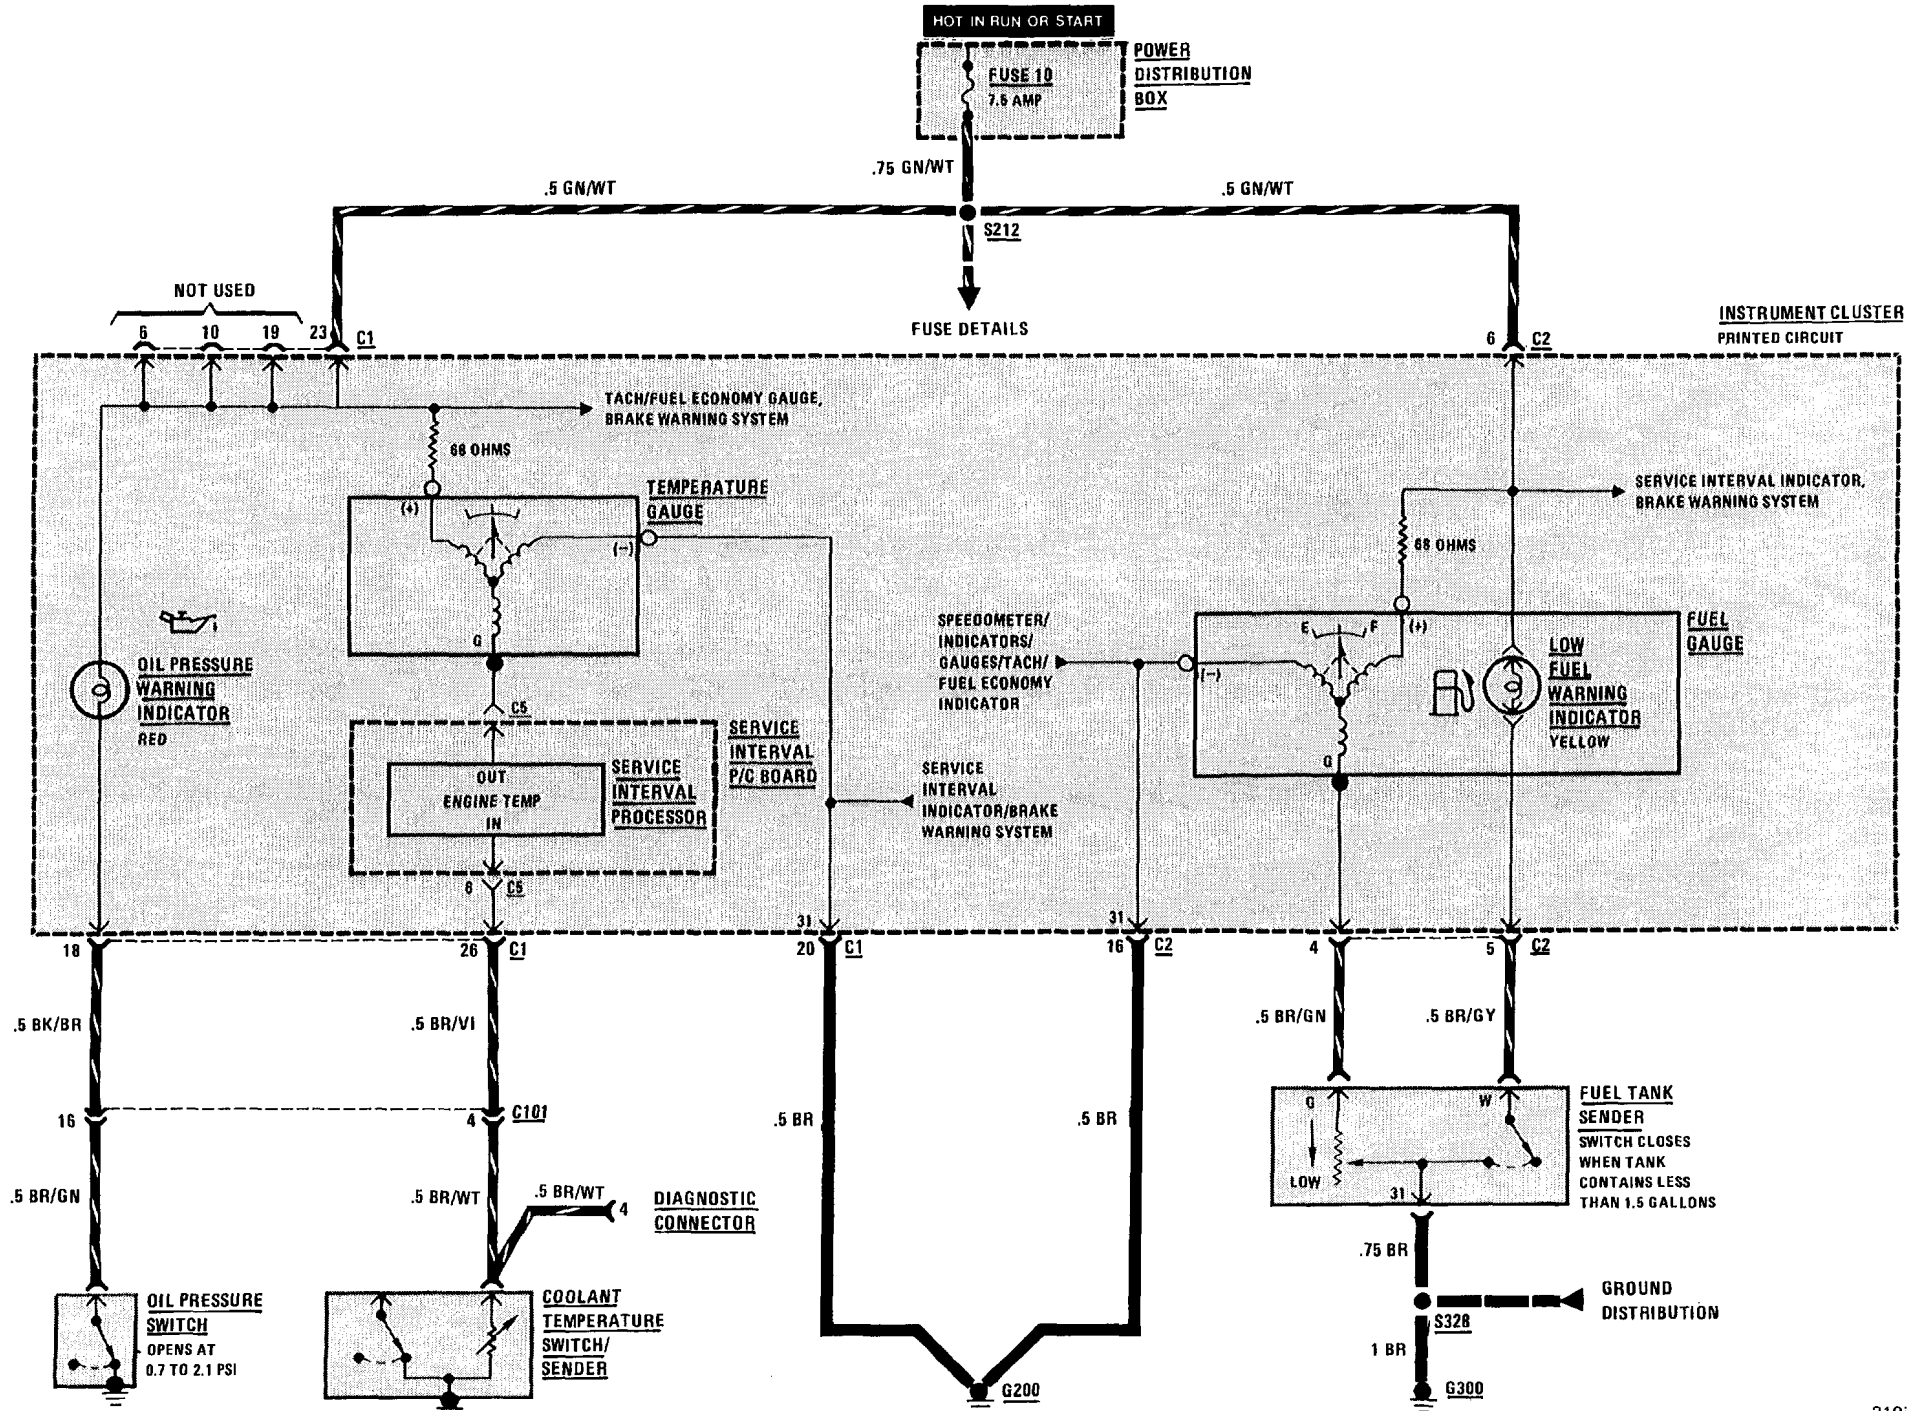 HOT IN RUN OR START
POWER
DISTRIBUTION
BOX
FUSE 10
7.5 AMP
.75 GN/WT
.5 GN/WT
.5 GN/WT
S212
FUSE DETAILS
NOT USED
6
10
19
23
C1
6
C2
INSTRUMENT CLUSTER
PRINTED CIRCUIT
TACH/FUEL ECONOMY GAUGE,
BRAKE WARNING SYSTEM
68 OHMS
TEMPERATURE
GAUGE
(+)
(−)
G
SERVICE INTERVAL INDICATOR,
BRAKE WARNING SYSTEM
68 OHMS
OIL PRESSURE
WARNING
INDICATOR
RED
C5
SERVICE
INTERVAL
P/C BOARD
OUT
ENGINE TEMP
IN
SERVICE
INTERVAL
PROCESSOR
6
C5
SPEEDOMETER/
INDICATORS/
GAUGES/TACH/
FUEL ECONOMY
INDICATOR
SERVICE
INTERVAL
INDICATOR/BRAKE
WARNING SYSTEM
E
F
(+)
(−)
G
FUEL
GAUGE
LOW
FUEL
WARNING
INDICATOR
YELLOW
31
31
18
26
C1
20
C1
16
C2
4
5
C2
.5 BK/BR
.5 BR/VI
.5 BR/GN
.5 BR/GY
16
4
C101
.5 BR
.5 BR
.5 BR/GN
.5 BR/WT
.5 BR/WT
4
DIAGNOSTIC
CONNECTOR
G
W
LOW
31
FUEL TANK
SENDER
SWITCH CLOSES
WHEN TANK
CONTAINS LESS
THAN 1.5 GALLONS
.75 BR
S328
GROUND
DISTRIBUTION
1 BR
G300
OIL PRESSURE
SWITCH
OPENS AT
0.7 TO 2.1 PSI
COOLANT
TEMPERATURE
SWITCH/
SENDER
G200